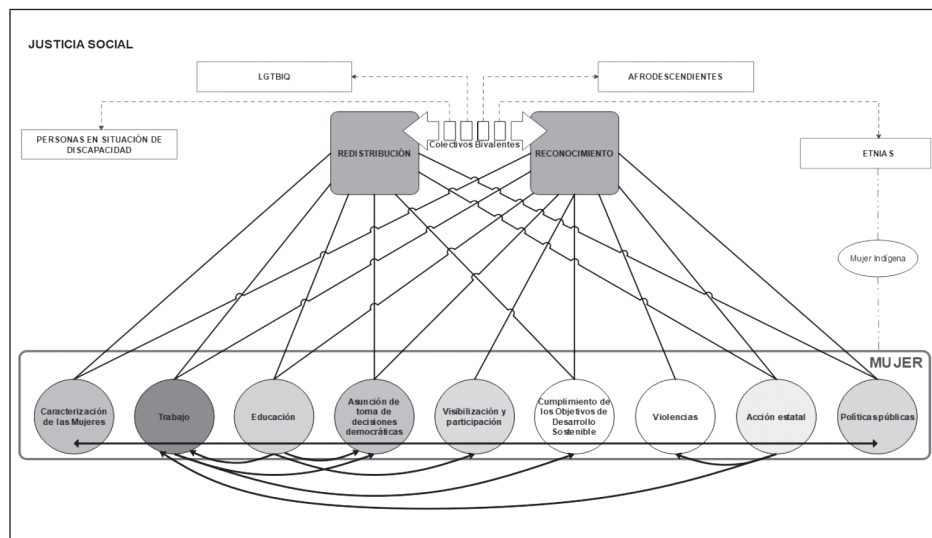 JUSTICIA SOCIAL
LGTBIQ
AFRODESCENDIENTES
PERSONAS EN SITUACIÓN DE
DISCAPACIDAD
REDISTRIBUCIÓN
Colectivos Bivalentes
RECONOCIMIENTO
ETNIAS
Mujer Indígena
MUJER
Caracterización
de las Mujeres
Trabajo
Educación
Asunción de
toma de
decisiones
democráticas
Visibilización y
participación
Cumplimiento de
los Objetivos de
Desarrollo
Sostenible
Violencias
Acción estatal
Políticas públicas